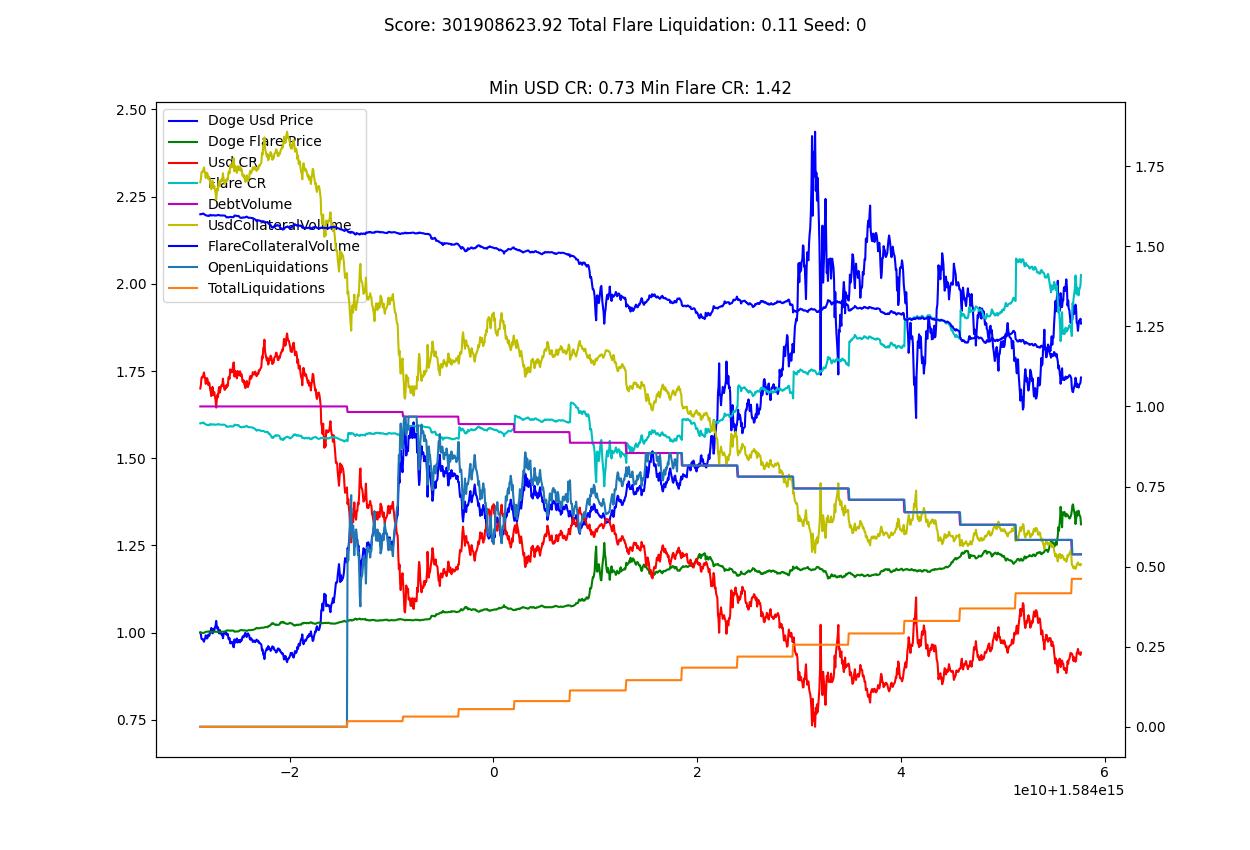 Score: 301908623.92 Total Flare Liquidation: 0.11 Seed: 0
Min USD CR: 0.73 Min Flare CR: 1.42
2.50
2.25
2.00
1.75
1.50
1.25
1.00
0.75
Doge Usd Price
Doge Flare Price
Usd CR
Flare CR
DebtVolume
UsdCollateralVolume
FlareCollateralVolume
OpenLiquidations
TotalLiquidations
1.75
1.50
1.25
1.00
0.75
0.50
0.25
0.00
−2 0 2 4 6
1e10+1.584e15